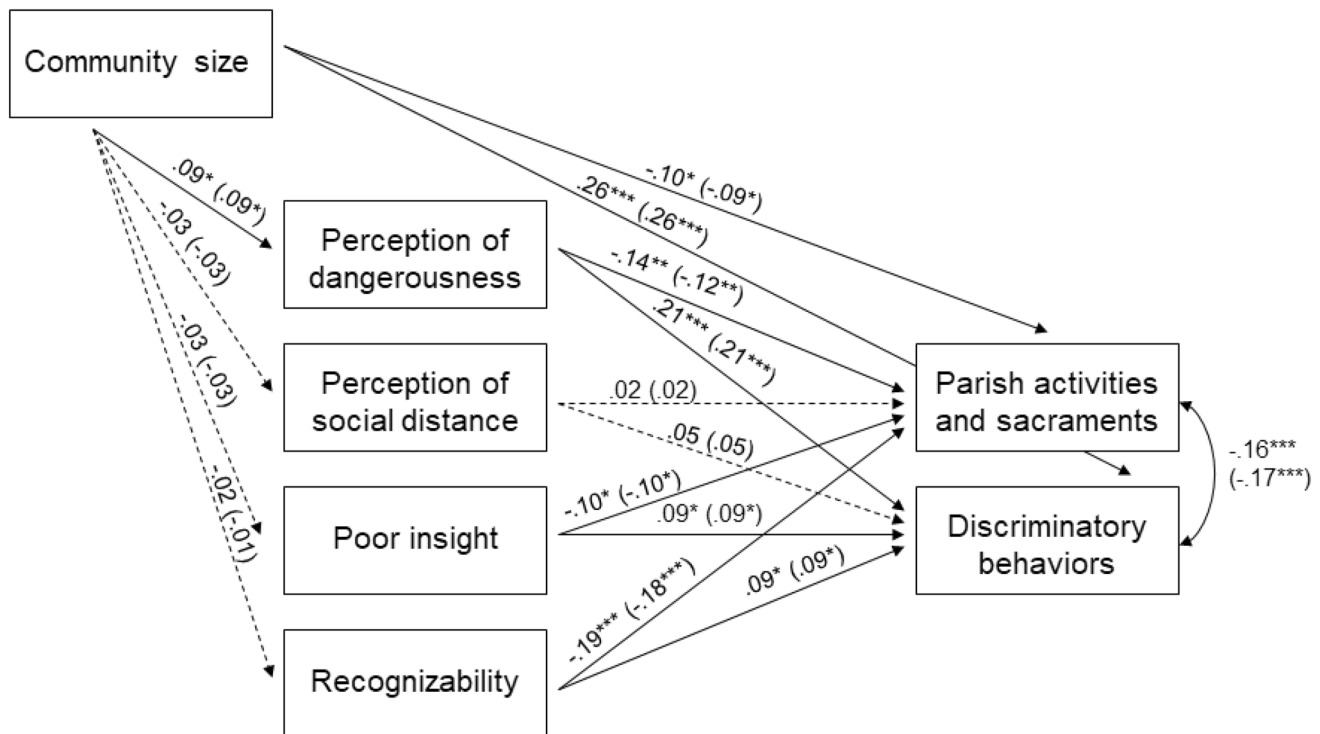 Community size
.09* (.09*)
-.03 (-.03)
-.03 (-.03)
-.02 (-.01)
-.10* (-.09*)
.26*** (.26***)
Perception of
dangerousness
-.14** (-.12**)
.21*** (.21***)
Perception of
social distance
.02 (.02)
.05 (.05)
Parish activities
and sacraments
-.16***
(-.17***)
Poor insight
-.10* (-.10*)
.09* (.09*)
Discriminatory
behaviors
Recognizability
-.19*** (-.18***)
.09* (.09*)